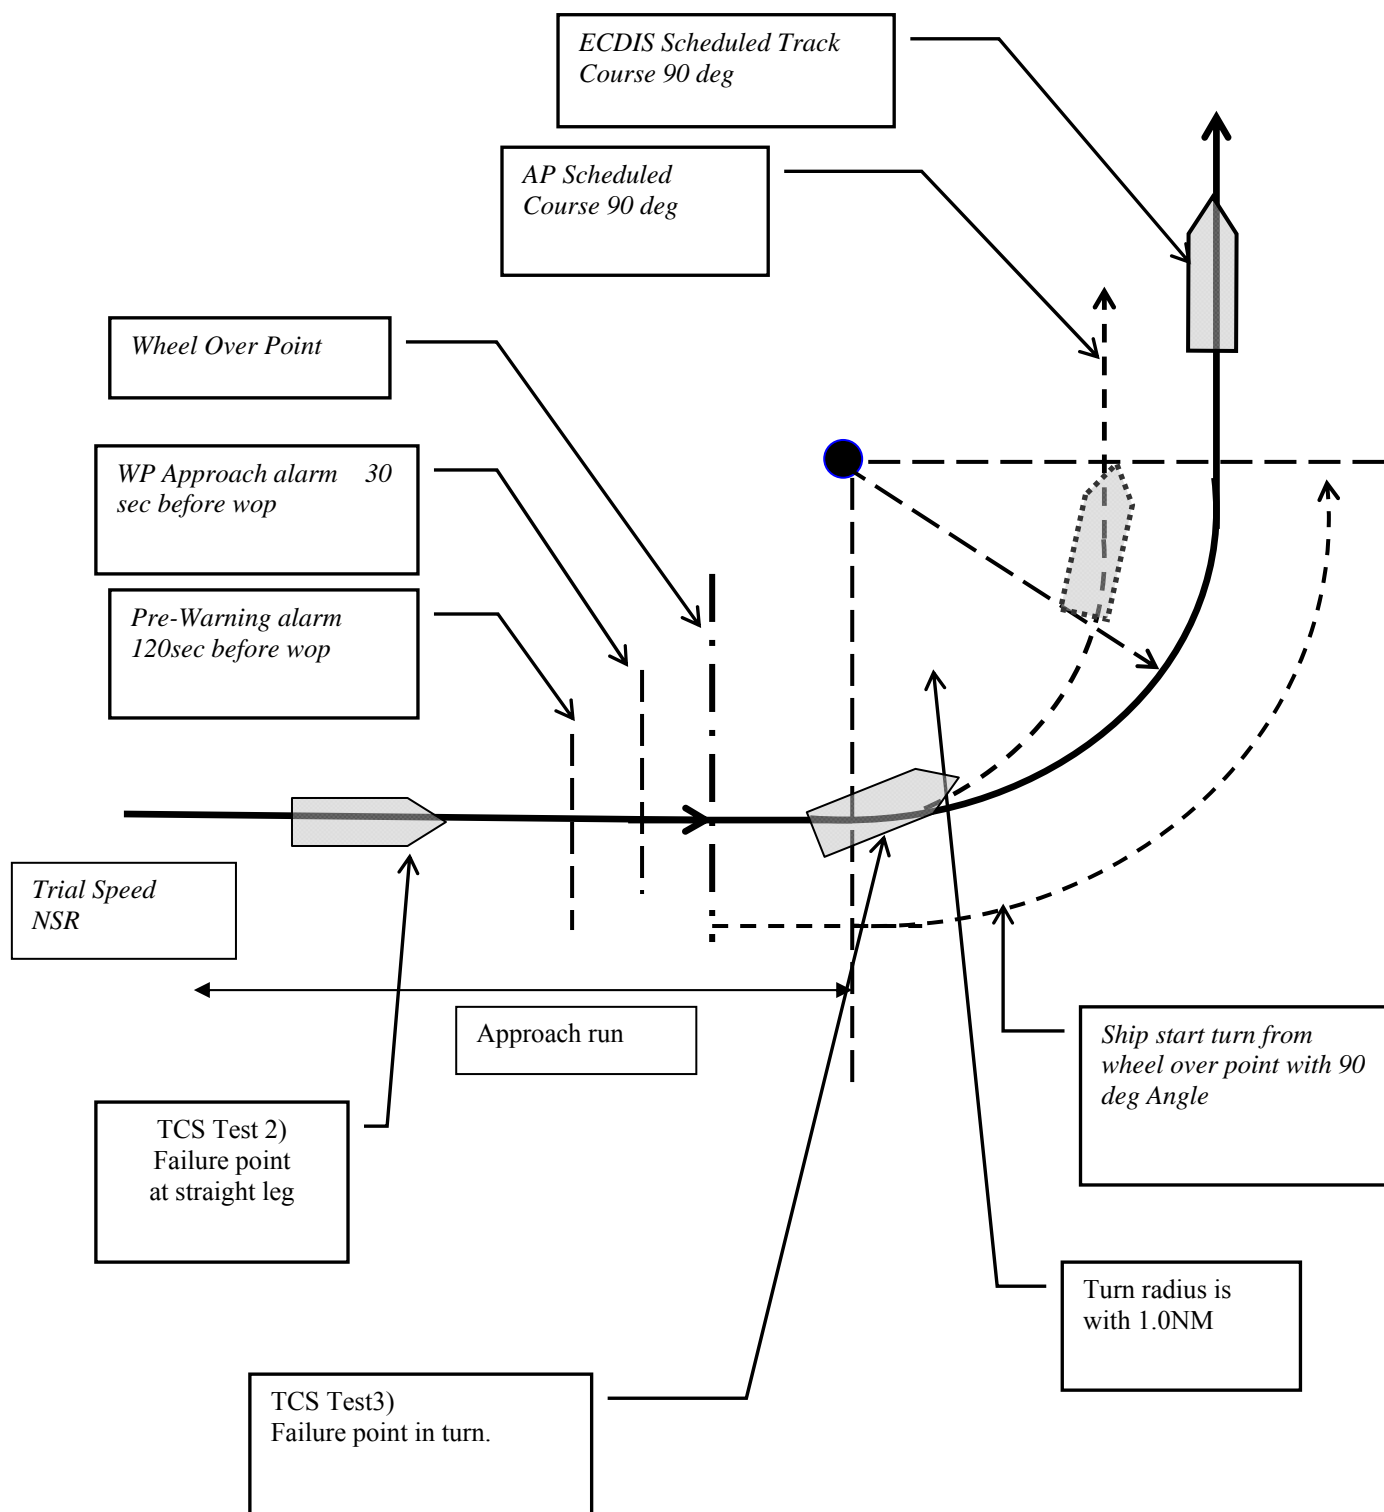 ECDIS Scheduled Track
Course 90 deg
AP Scheduled
Course 90 deg
Wheel Over Point
WP Approach alarm 30
sec before wop
Pre-Warning alarm
120sec before wop
Trial Speed
NSR
Approach run
Ship start turn from
wheel over point with 90
deg Angle
TCS Test 2)
Failure point
at straight leg
Turn radius is
with 1.0NM
TCS Test3)
Failure point in turn.